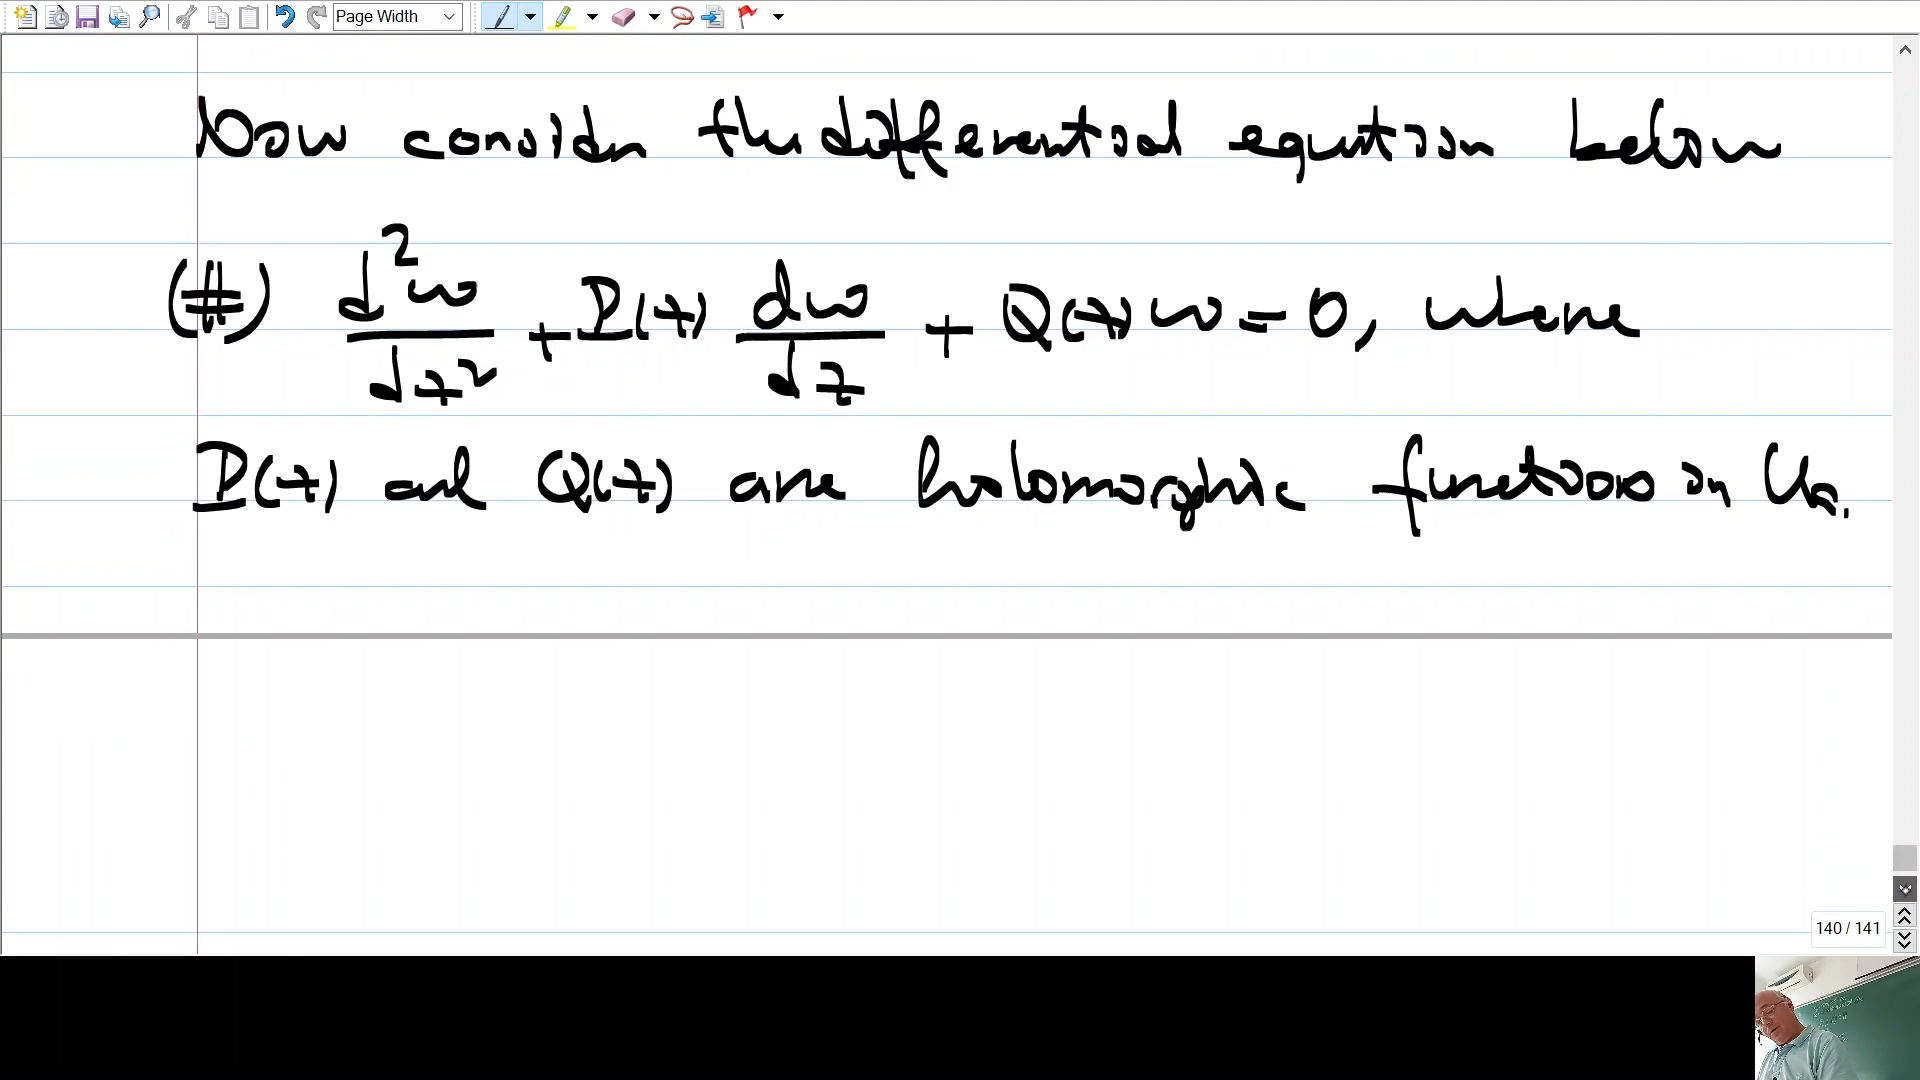 Page Width
Now consider the differential equation below
(#) d²w/dz² + P(z) dw/dz + Q(z) w = 0, where
P(z) and Q(z) are holomorphic functions in U
140 / 141